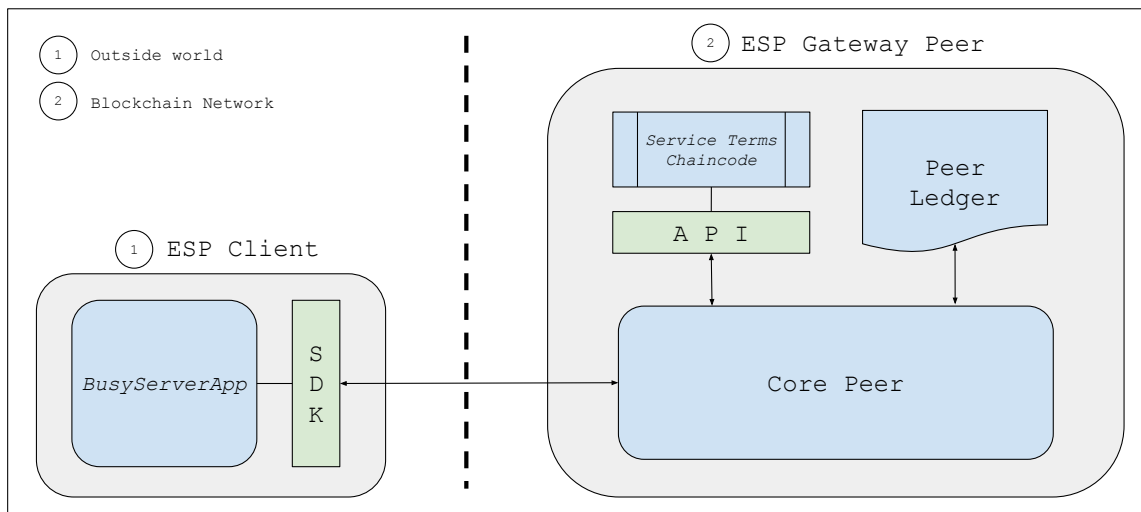 1 Outside world
2 Blockchain Network
2 ESP Gateway Peer
Service Terms
Chaincode
Peer
Ledger
A P I
1 ESP Client
BusyServerApp
S
D
K
Core Peer